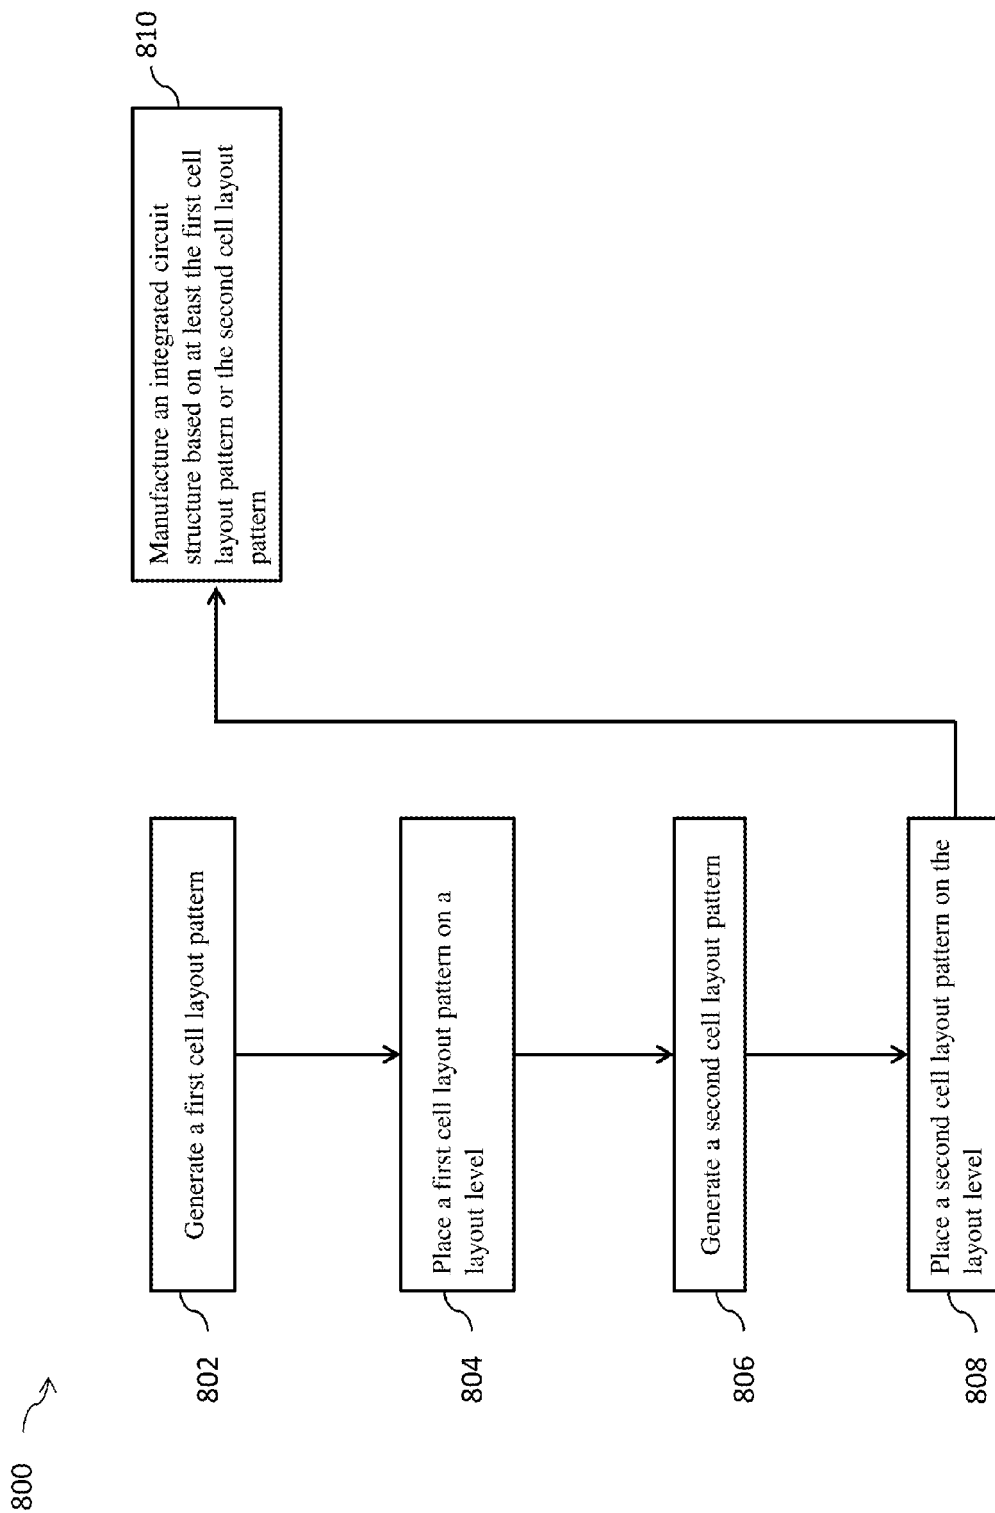 800
802
Generate a first cell layout pattern
804
Place a first cell layout pattern on a
layout level
806
Generate a second cell layout pattern
808
Place a second cell layout pattern on the
layout level
810
Manufacture an integrated circuit
structure based on at least the first cell
layout pattern or the second cell layout
pattern